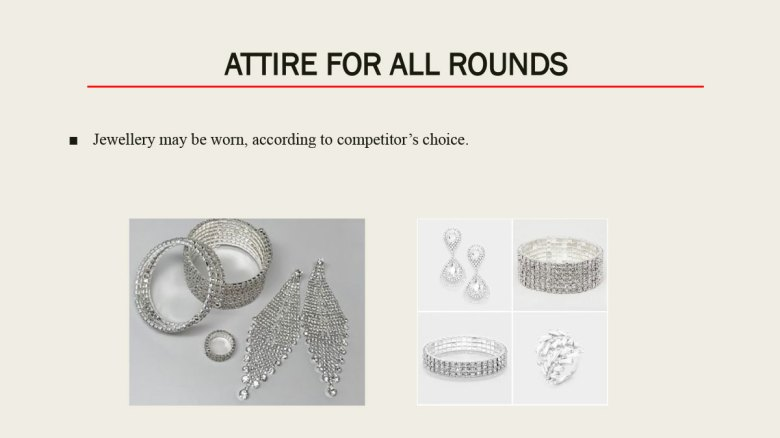 ATTIRE FOR ALL ROUNDS
■ Jewellery may be worn, according to competitor’s choice.